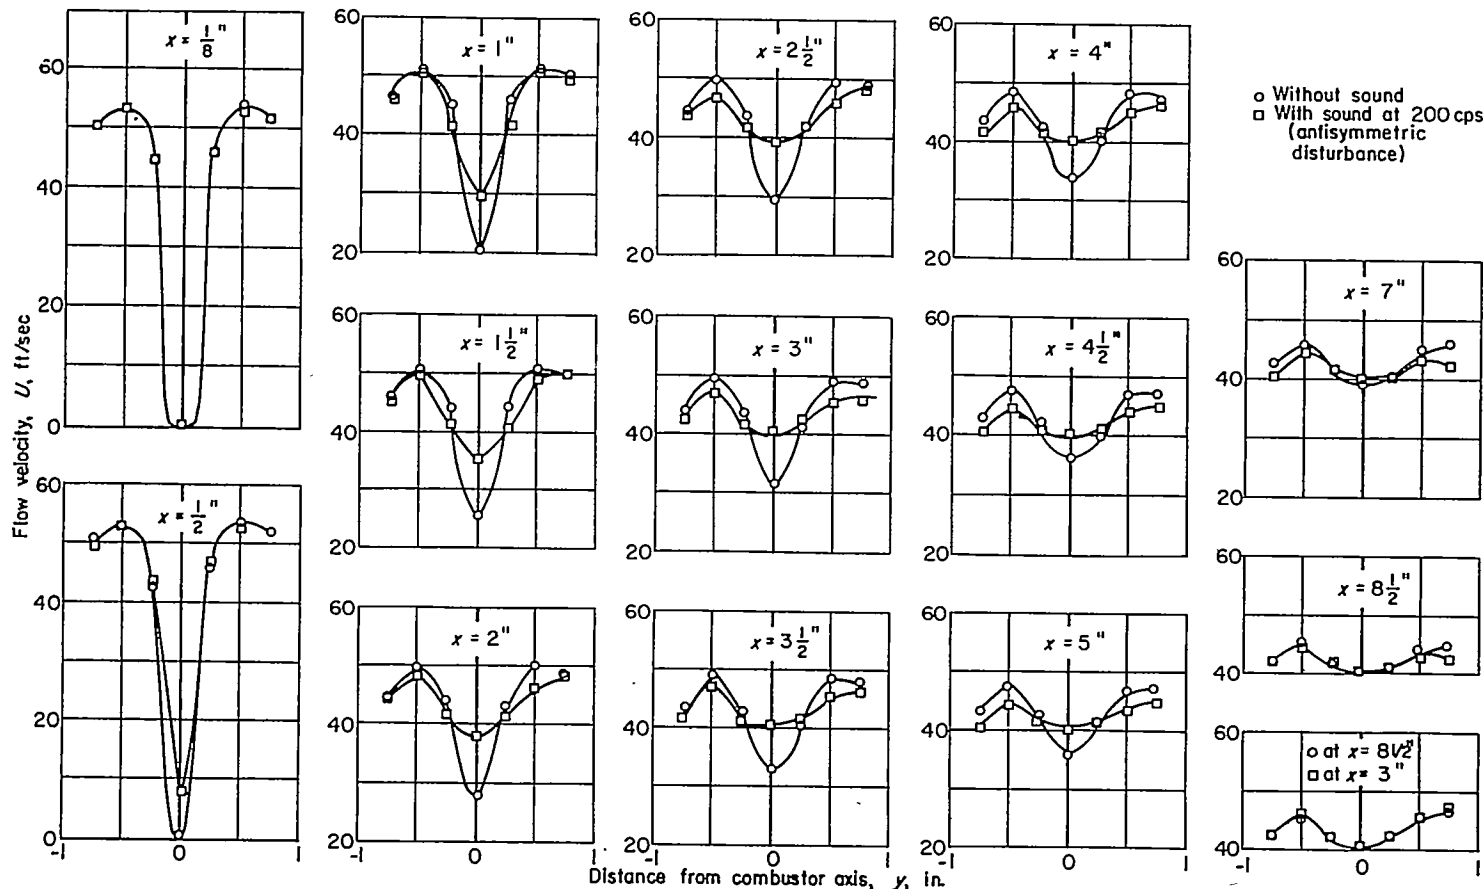 x = 1/8 "
60
40
20
0
Flow velocity, U, ft/sec
x = 1/2 "
60
40
20
0
-1 0 1
x = 1 "
60
40
20
x = 1 1/2 "
60
40
20
x = 2 "
60
40
20
-1 0 1
x = 2 1/2 "
60
40
20
x = 3 "
60
40
20
x = 3 1/2 "
60
40
20
-1 0 1
x = 4 "
60
40
20
x = 4 1/2 "
60
40
20
x = 5 "
60
40
20
-1 0 1
○ Without sound
□ With sound at 200 cps
(antisymmetric
disturbance)
x = 7 "
60
40
20
x = 8 1/2 "
60
40
○ at x = 8 1/2 "
□ at x = 3 "
60
40
-1 0 1
Distance from combustor axis, y, in.